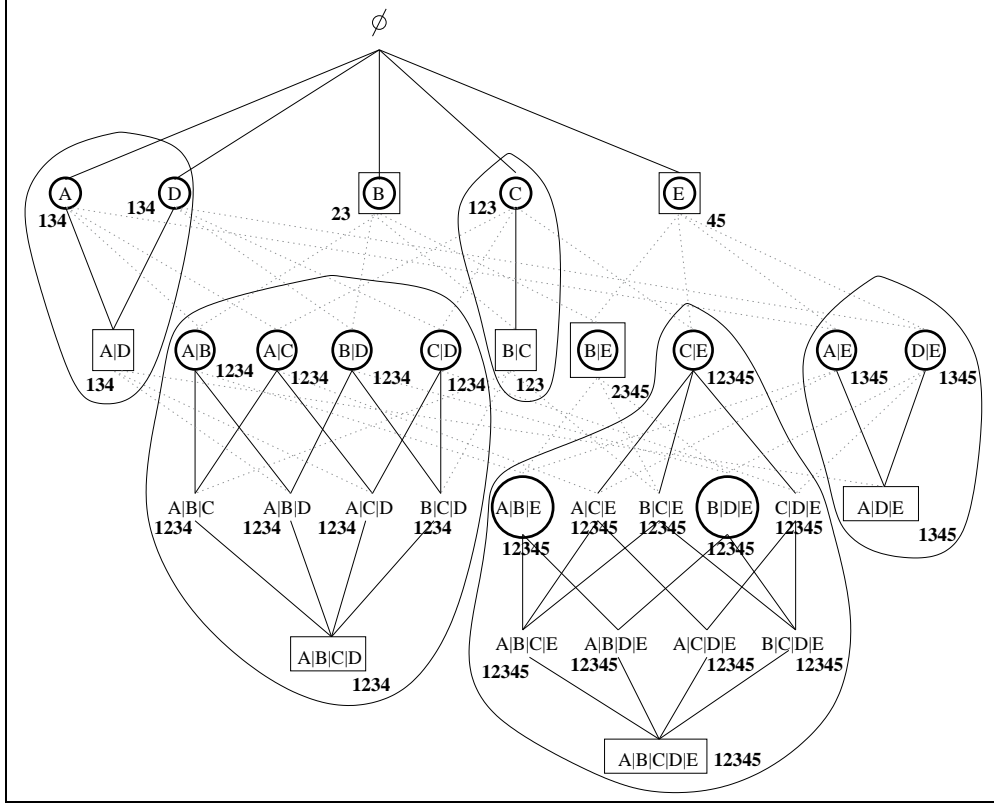 ∅
A D B C E
134 134 23 123 45
A|D A|B A|C B|D C|D B|C B|E C|E A|E D|E
134 1234 1234 1234 1234 123 2345 12345 1345 1345
A|B|C A|B|D A|C|D B|C|D A|B|E A|C|E B|C|E B|D|E C|D|E A|D|E
1234 1234 1234 1234 12345 12345 12345 12345 12345 1345
A|B|C|D A|B|C|E A|B|D|E A|C|D|E B|C|D|E
1234 12345 12345 12345 12345
A|B|C|D|E 12345